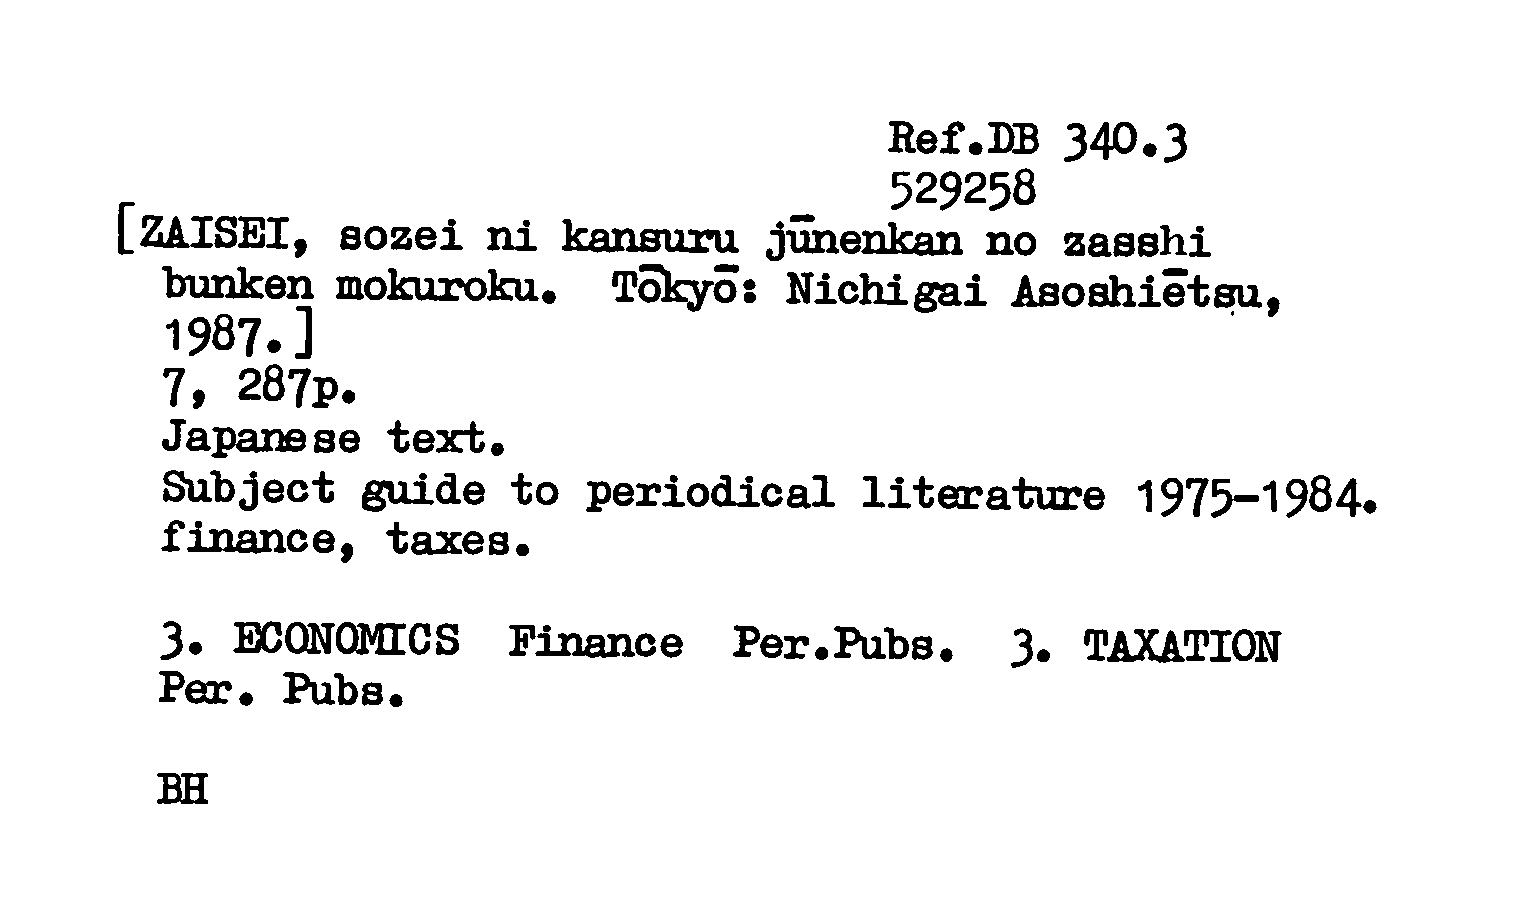 Ref.DB 340.3
529258
[ZAISEI, sozei ni kansuru jūnenkan no zasshi
bunken mokuroku. Tōkyō: Nichigai Asoshiētsu,
1987.]
7, 287p.
Japanese text.
Subject guide to periodical literature 1975-1984.
finance, taxes.
3. ECONOMICS Finance Per.Pubs. 3. TAXATION
Per. Pubs.
BH